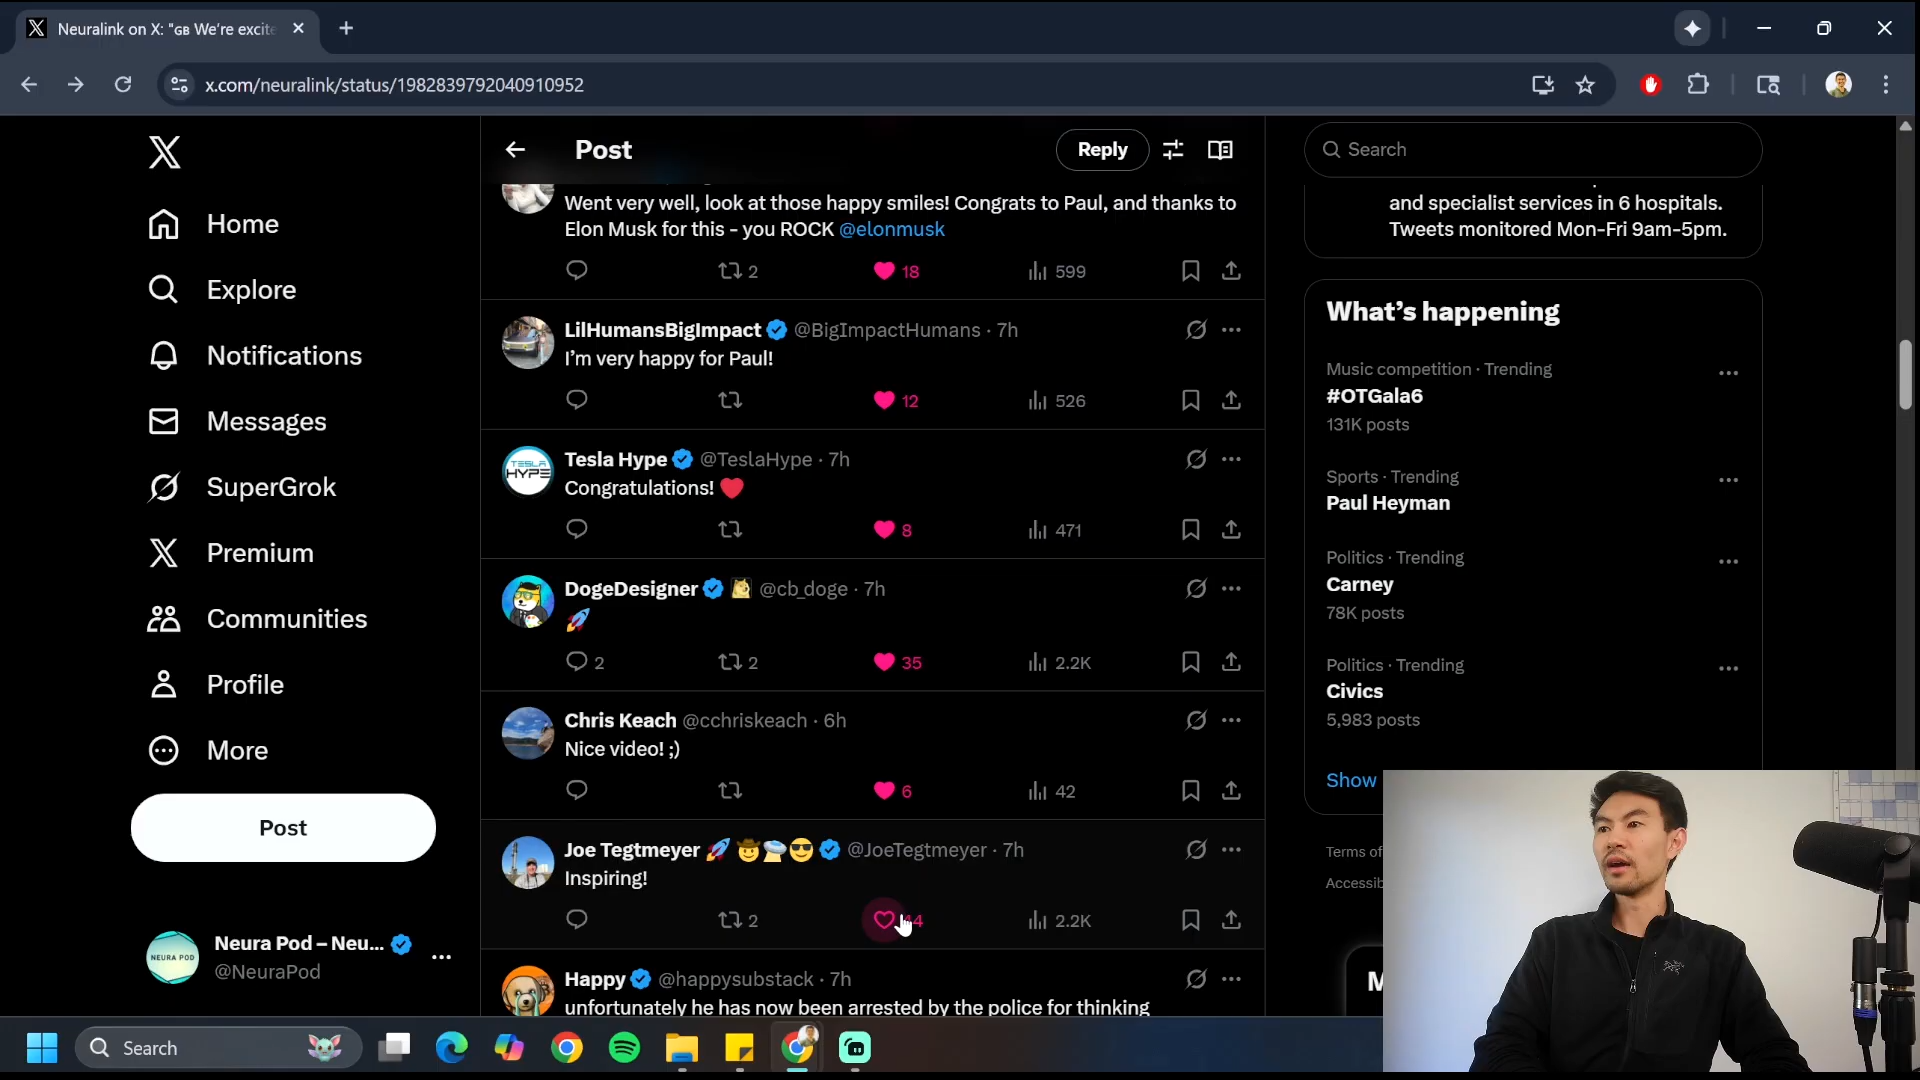 Neuralink on X: "GB We're excite
x.com/neuralink/status/1982839792040910952
Home
Explore
Notifications
Messages
SuperGrok
Premium
Communities
Profile
More
Post
Neura Pod – Neu...
@NeuraPod
NEURA POD
Post
Reply
Went very well, look at those happy smiles! Congrats to Paul, and thanks to
Elon Musk for this – you ROCK @elonmusk
2
18
599
LilHumansBigImpact @BigImpactHumans · 7h
I'm very happy for Paul!
12
526
TESLA
HYPE
Tesla Hype @TeslaHype · 7h
Congratulations!
8
471
DogeDesigner @cb_doge · 7h
2
2
35
2.2K
Chris Keach @cchriskeach · 6h
Nice video! ;)
6
42
Joe Tegtmeyer @JoeTegtmeyer · 7h
Inspiring!
2
2.2K
Happy @happysubstack · 7h
unfortunately he has now been arrested by the police for thinking
Search
and specialist services in 6 hospitals.
Tweets monitored Mon-Fri 9am-5pm.
What's happening
Music competition · Trending
#OTGala6
131K posts
Sports · Trending
Paul Heyman
Politics · Trending
Carney
78K posts
Politics · Trending
Civics
5,983 posts
Show
Terms of
Accessib
M
Search